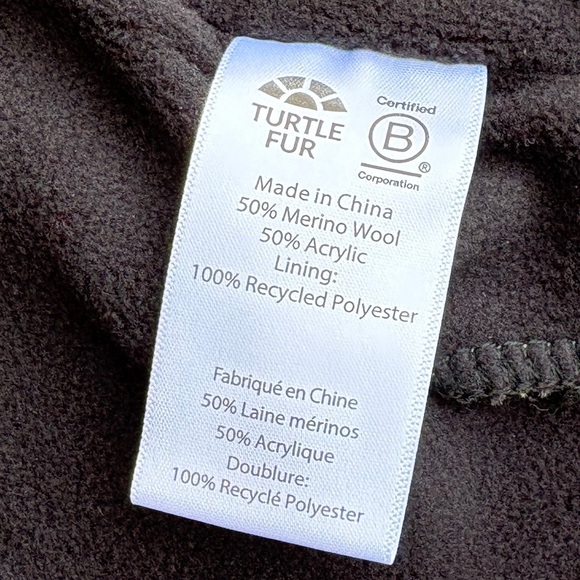 TURTLE
FUR
Certified
B
®
Corporation
Made in China
50% Merino Wool
50% Acrylic
Lining:
100% Recycled Polyester
Fabriqué en Chine
50% Laine mérinos
50% Acrylique
Doublure:
100% Recyclé Polyester